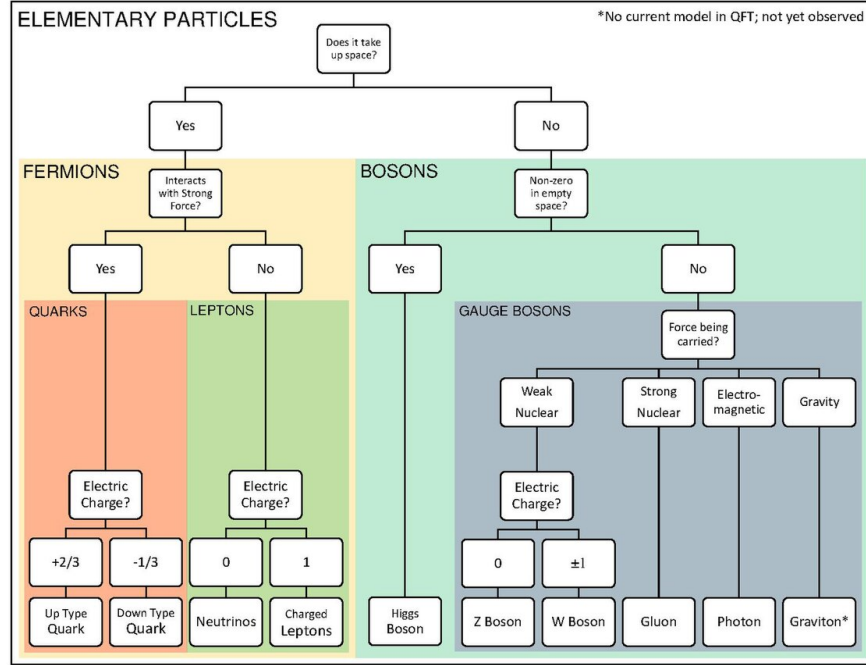 ELEMENTARY PARTICLES
*No current model in QFT; not yet observed
Does it take
up space?
Yes
No
FERMIONS
BOSONS
Interacts
with Strong
Force?
Non-zero
in empty
space?
Yes
No
Yes
No
QUARKS
LEPTONS
GAUGE BOSONS
Force being
carried?
Weak
Nuclear
Strong
Nuclear
Electro-
magnetic
Gravity
Electric
Charge?
Electric
Charge?
Electric
Charge?
+2/3
-1/3
0
1
0
±1
Up Type
Quark
Down Type
Quark
Neutrinos
Charged
Leptons
Higgs
Boson
Z Boson
W Boson
Gluon
Photon
Graviton*